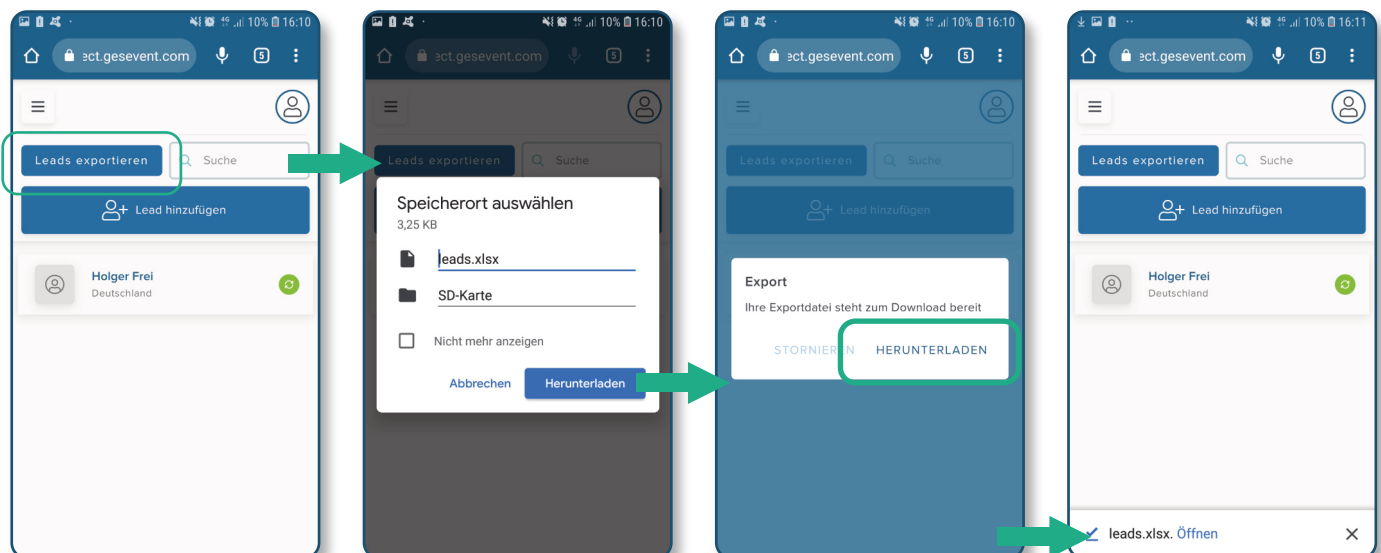 10% 16:10
ect.gesevent.com 5
Leads exportieren
Suche
Lead hinzufügen
Holger Frei
Deutschland
10% 16:10
ect.gesevent.com 5
Leads exportieren
Suche
Speicherort auswählen
3,25 KB
leads.xlsx
SD-Karte
Nicht mehr anzeigen
Abbrechen Herunterladen
10% 16:10
ect.gesevent.com 5
Leads exportieren
Suche
Lead hinzufügen
Export
Ihre Exportdatei steht zum Download bereit
STORNIEREN HERUNTERLADEN
10% 16:11
ect.gesevent.com 5
Leads exportieren
Suche
Lead hinzufügen
Holger Frei
Deutschland
leads.xlsx. Öffnen